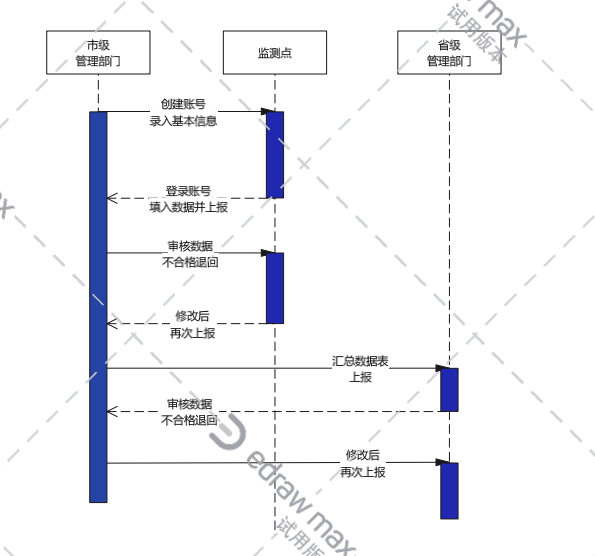 市级
管理部门
监测点
省级
管理部门
创建账号
录入基本信息
登录账号
填入数据并上报
审核数据
不合格退回
修改后
再次上报
汇总数据表
上报
审核数据
不合格退回
修改后
再次上报
max
试用版本
edraw max
试用版